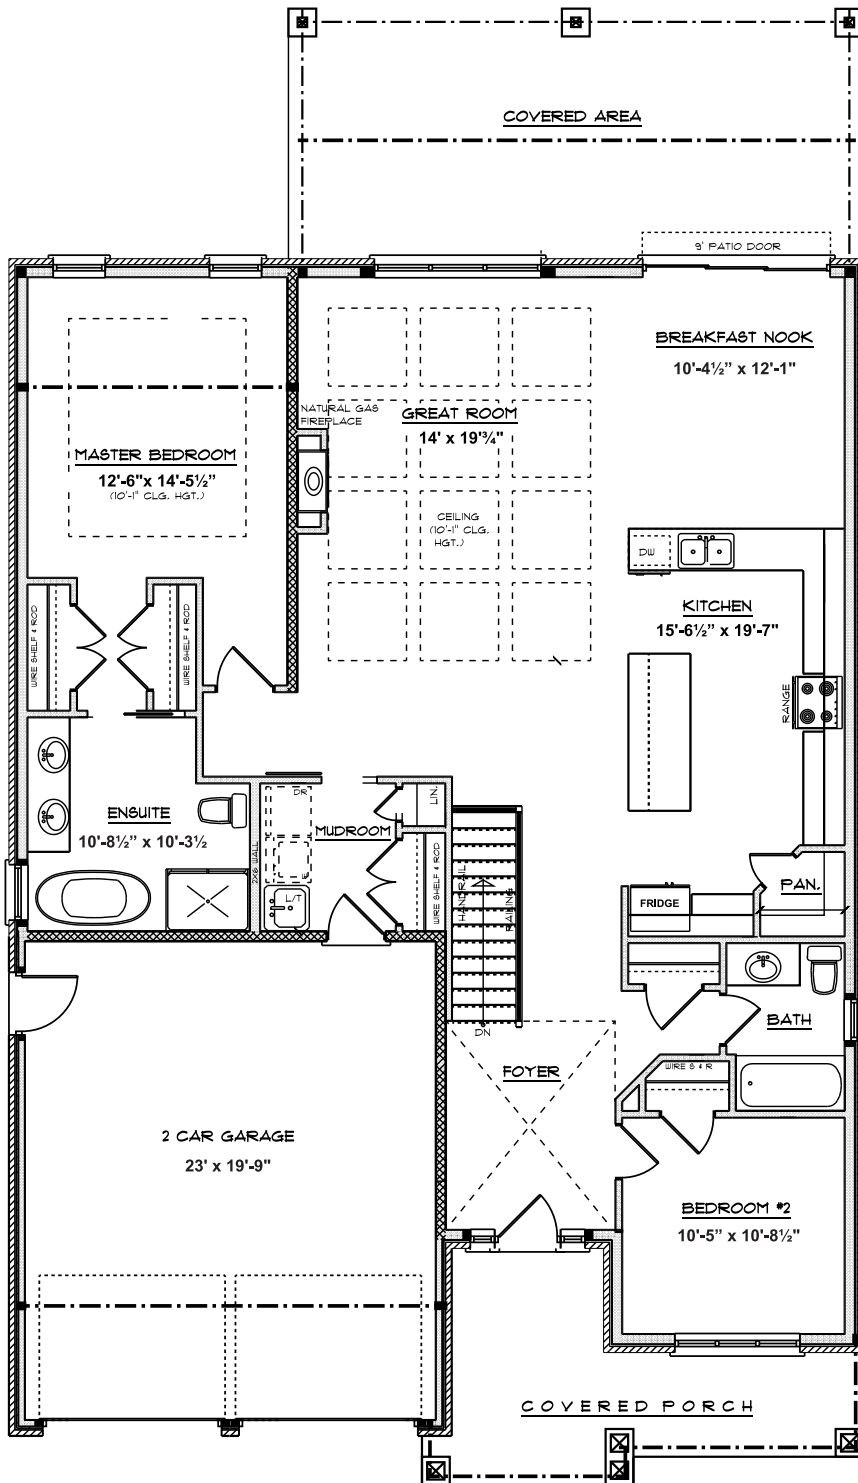 COVERED AREA
9' PATIO DOOR
BREAKFAST NOOK
10'-4½" x 12'-1"
NATURAL GAS
FIREPLACE
GREAT ROOM
14' x 19'¾"
MASTER BEDROOM
12'-6"x 14'-5½"
(10'-1" CLG. HGT.)
CEILING
(10'-1" CLG.
HGT.)
DW
KITCHEN
15'-6½" x 19'-7"
WIRE SHELF & ROD
WIRE SHELF & ROD
RANGE
ENSUITE
10'-8½" x 10'-3½
DR
MUDROOM
LIN.
2X6 WALL
L/T
WIRE SHELF & ROD
HANDRAIL
RAILING
DN
PAN.
FRIDGE
BATH
WIRE S & R
FOYER
2 CAR GARAGE
23' x 19'-9"
BEDROOM #2
10'-5" x 10'-8½"
COVERED PORCH